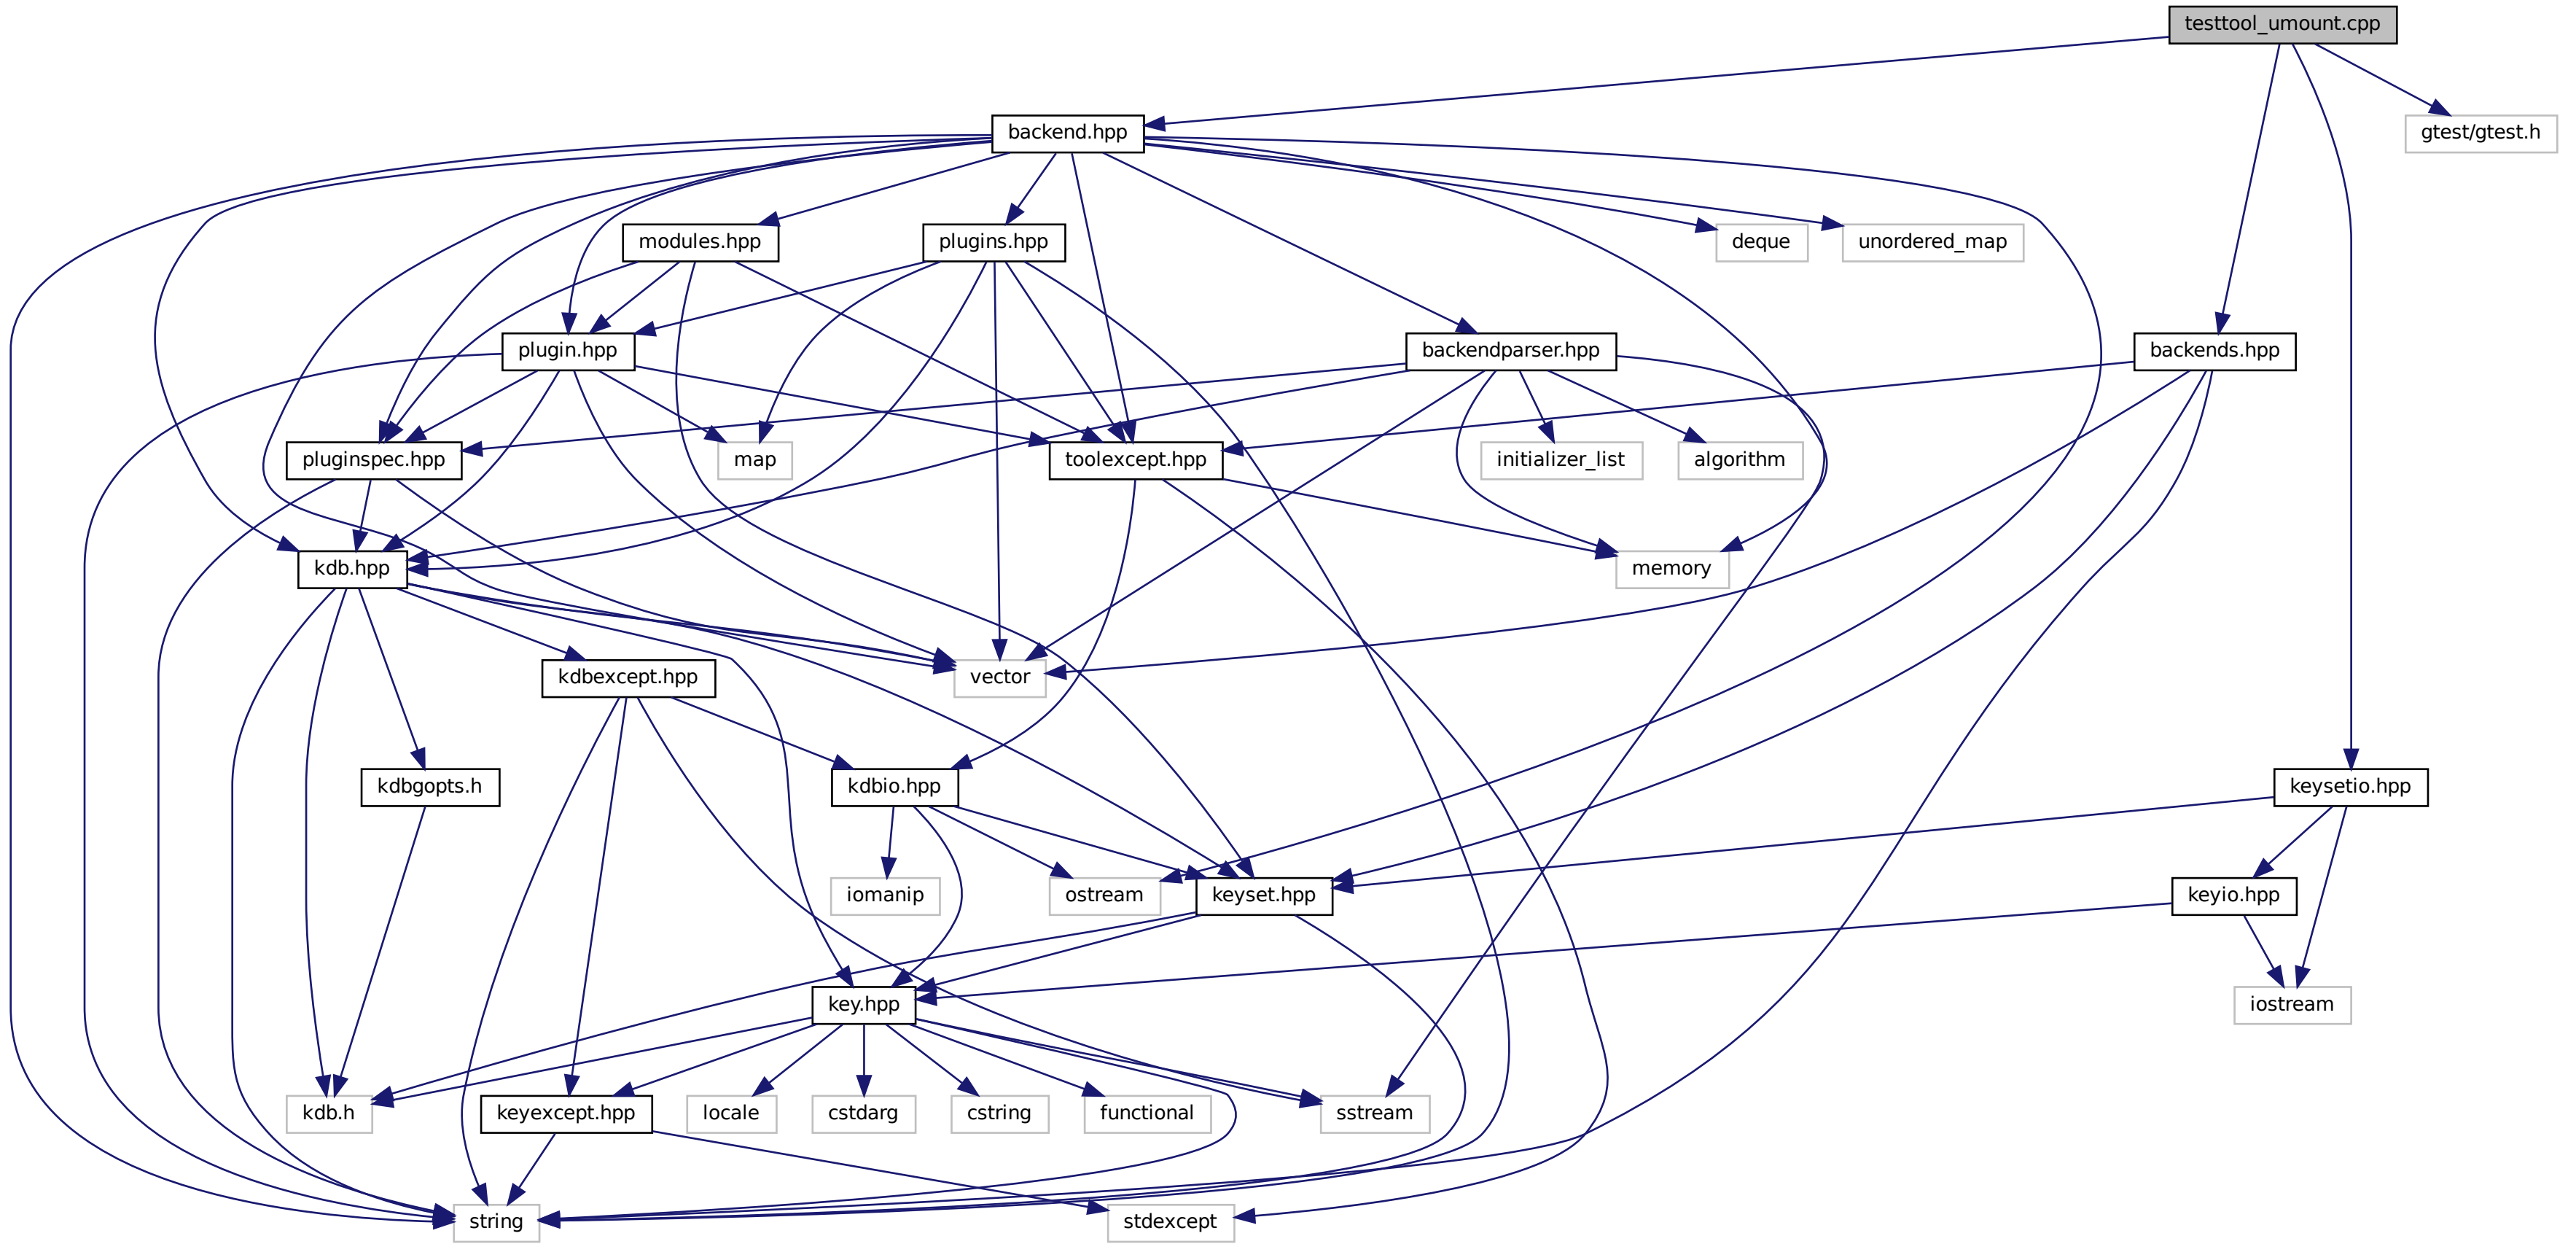 testtool_umount.cpp
backend.hpp
gtest/gtest.h
modules.hpp
plugins.hpp
deque
unordered_map
plugin.hpp
backendparser.hpp
backends.hpp
pluginspec.hpp
map
toolexcept.hpp
initializer_list
algorithm
kdb.hpp
memory
kdbexcept.hpp
vector
kdbgopts.h
kdbio.hpp
keysetio.hpp
iomanip
ostream
keyset.hpp
keyio.hpp
key.hpp
iostream
kdb.h
keyexcept.hpp
locale
cstdarg
cstring
functional
sstream
string
stdexcept